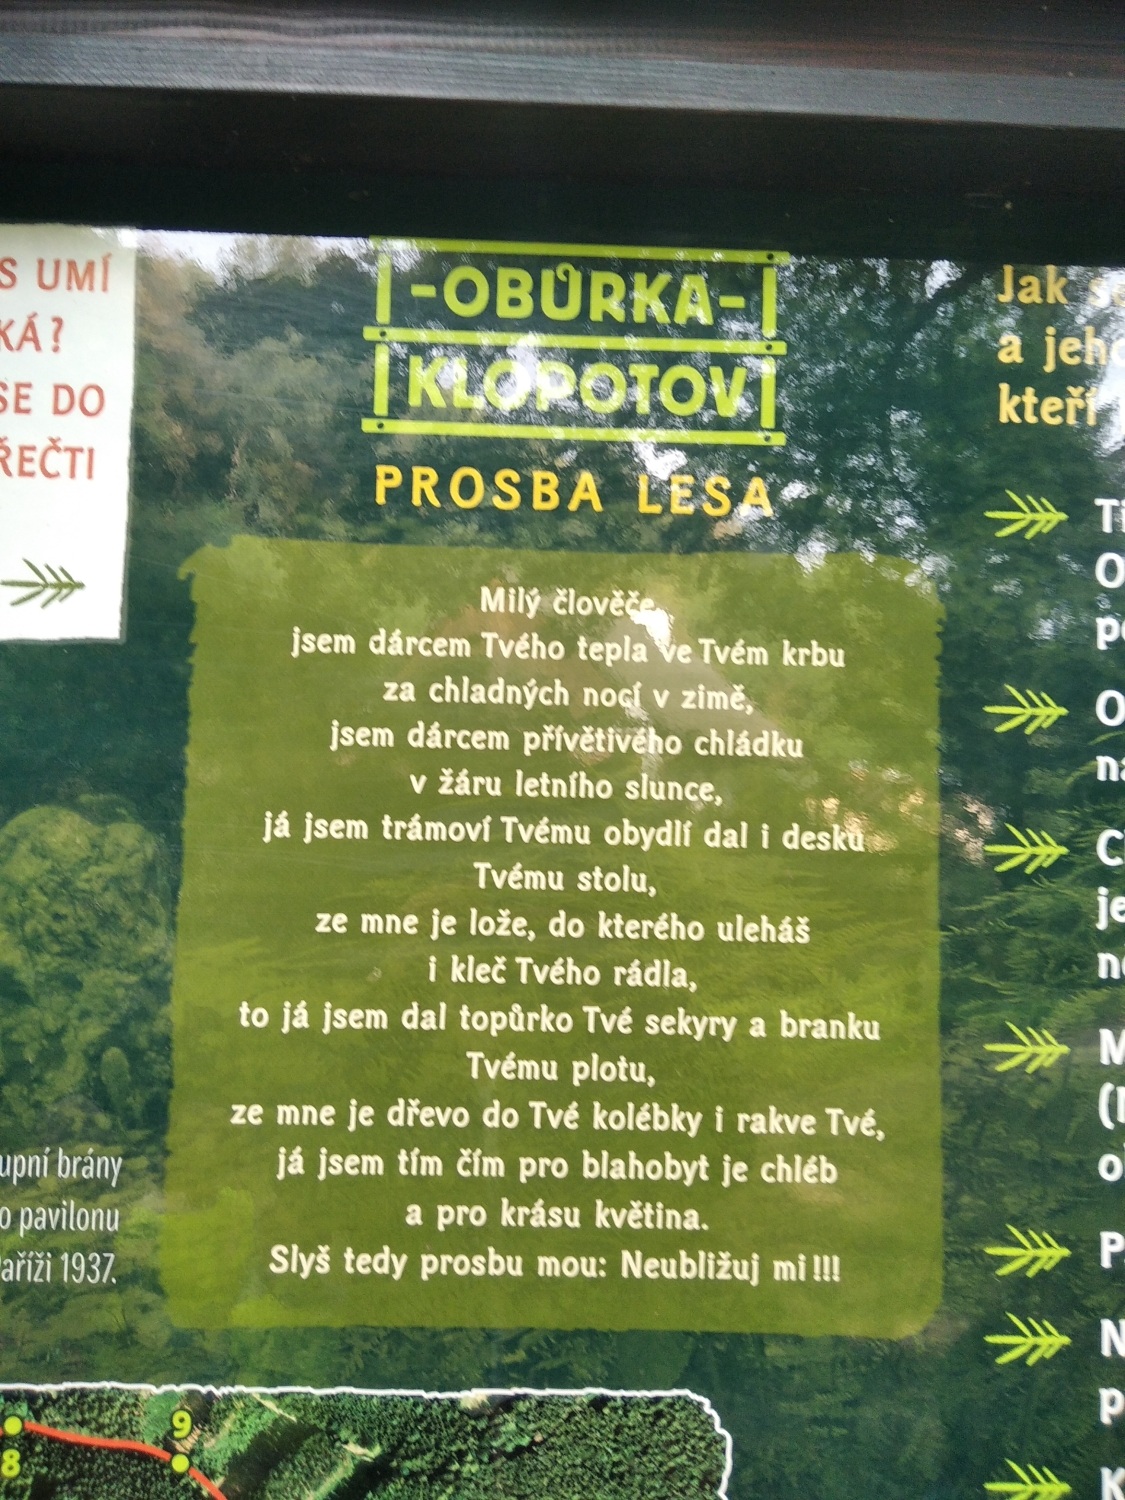 S UMÍ
KÁ?
SE DO
ŘEČTI
-OBŮRKA-
KLOPOTOV
PROSBA LESA
Milý člověče,
jsem dárcem Tvého tepla ve Tvém krbu
za chladných nocí v zimě,
jsem dárcem přívětivého chládku
v žáru letního slunce,
já jsem trámoví Tvému obydlí dal i desku
Tvému stolu,
ze mne je lože, do kterého uleháš
i kleč Tvého rádla,
to já jsem dal topůrko Tvé sekyry a branku
Tvému plotu,
ze mne je dřevo do Tvé kolébky i rakve Tvé,
já jsem tím čím pro blahobyt je chléb
a pro krásu květina.
Slyš tedy prosbu mou: Neubližuj mi!!!
upní brány
o pavilonu
aříži 1937.
9
8
Jak
a jeh
kteří
O
na
je
M
P
N
p
K